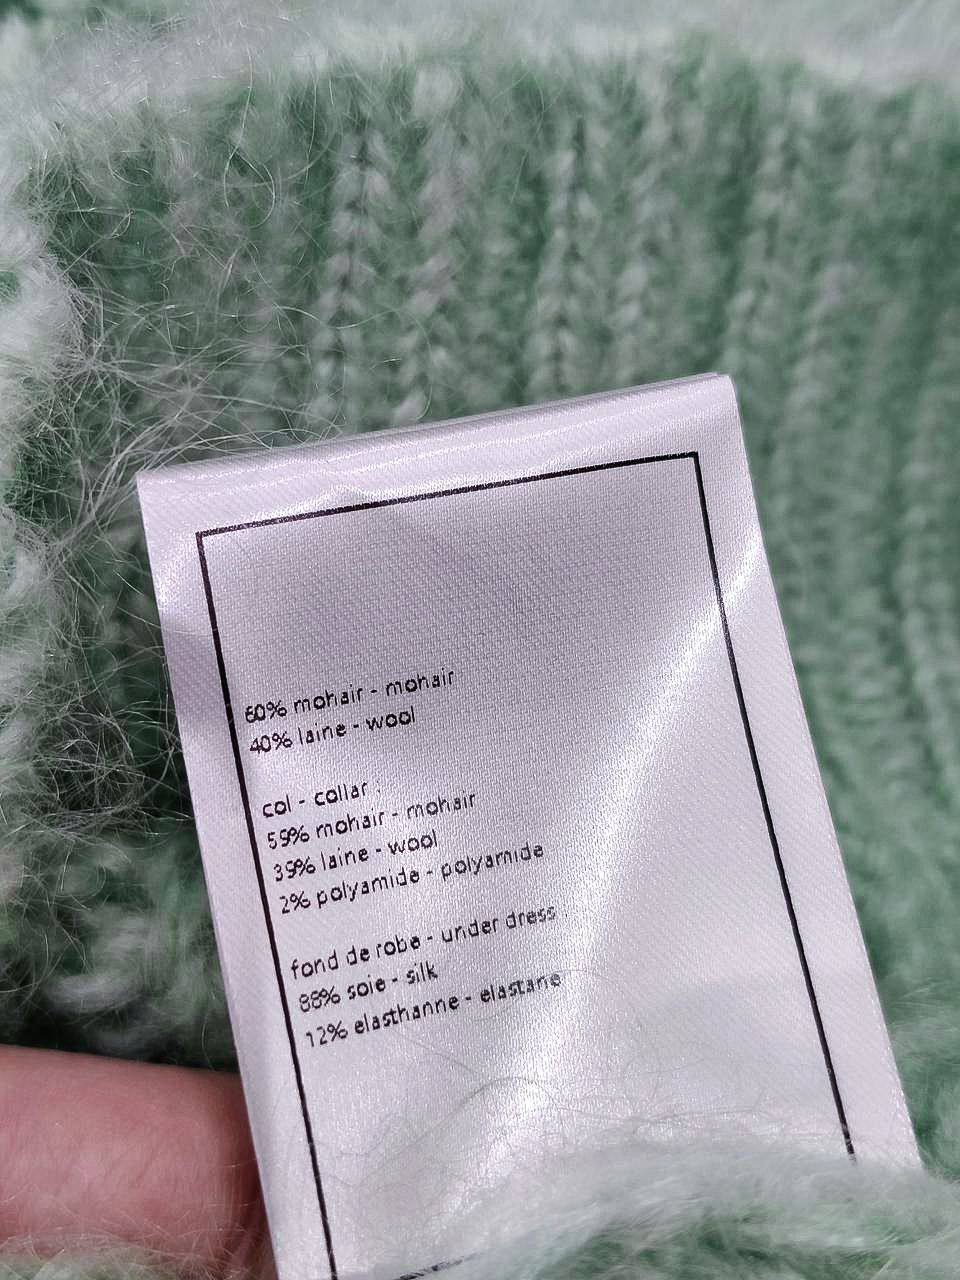 60% mohair - mohair
40% laine - wool
col - collar :
59% mohair - mohair
39% laine - wool
2% polyamide - polyamide
fond de robe - under dress :
88% soie - silk
12% elasthanne - elastane